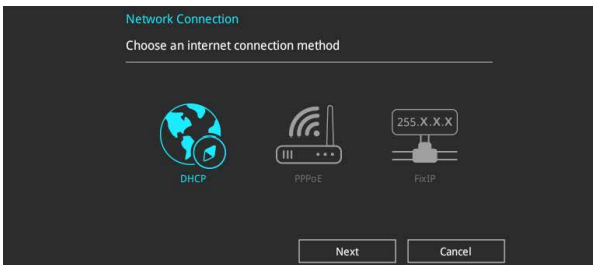 Network Connection
Choose an internet connection method
255.X.X.X
DHCP
PPPoE
FixIP
Next
Cancel